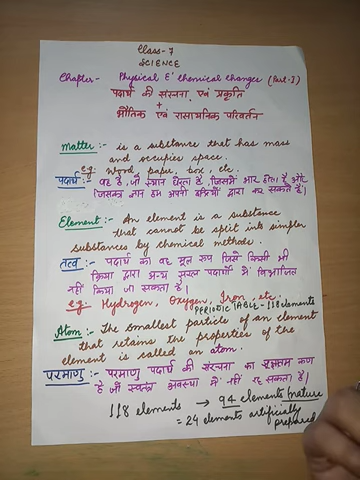 Class-7
SCIENCE
Chapter- Physical & Chemical Changes (Part-1)
पदार्थ की संरचना एवं प्रकृति
+
भौतिक एवं रासायनिक परिवर्तन
Matter:- is a substance that has mass
and occupies space.
e.g. wood, paper, box, etc.
पदार्थ:- वह है, जो स्थान घेरता है, जिसमें भार होता है और
जिसका ज्ञान हम अपनी इन्द्रियों द्वारा कर सकते हैं।
Element:- An element is a substance
that cannot be split into simpler
substances by chemical methods.
तत्व:- पदार्थ का वह मूल रूप जिसे किसी भी
क्रिया द्वारा अन्य सरल पदार्थों में विभाजित
नहीं किया जा सकता है।
e.g. Hydrogen, Oxygen, Iron, etc.
PERIODIC TABLE-118 elements
Atom:- The smallest particle of an element
that retains the properties of the
element is called an atom.
परमाणु:- परमाणु पदार्थ की संरचना का सूक्ष्मतम कण
है जो स्वतंत्र अवस्था में नहीं रह सकता है।
118 elements → 94 elements/nature
= 24 elements artificially
prepared